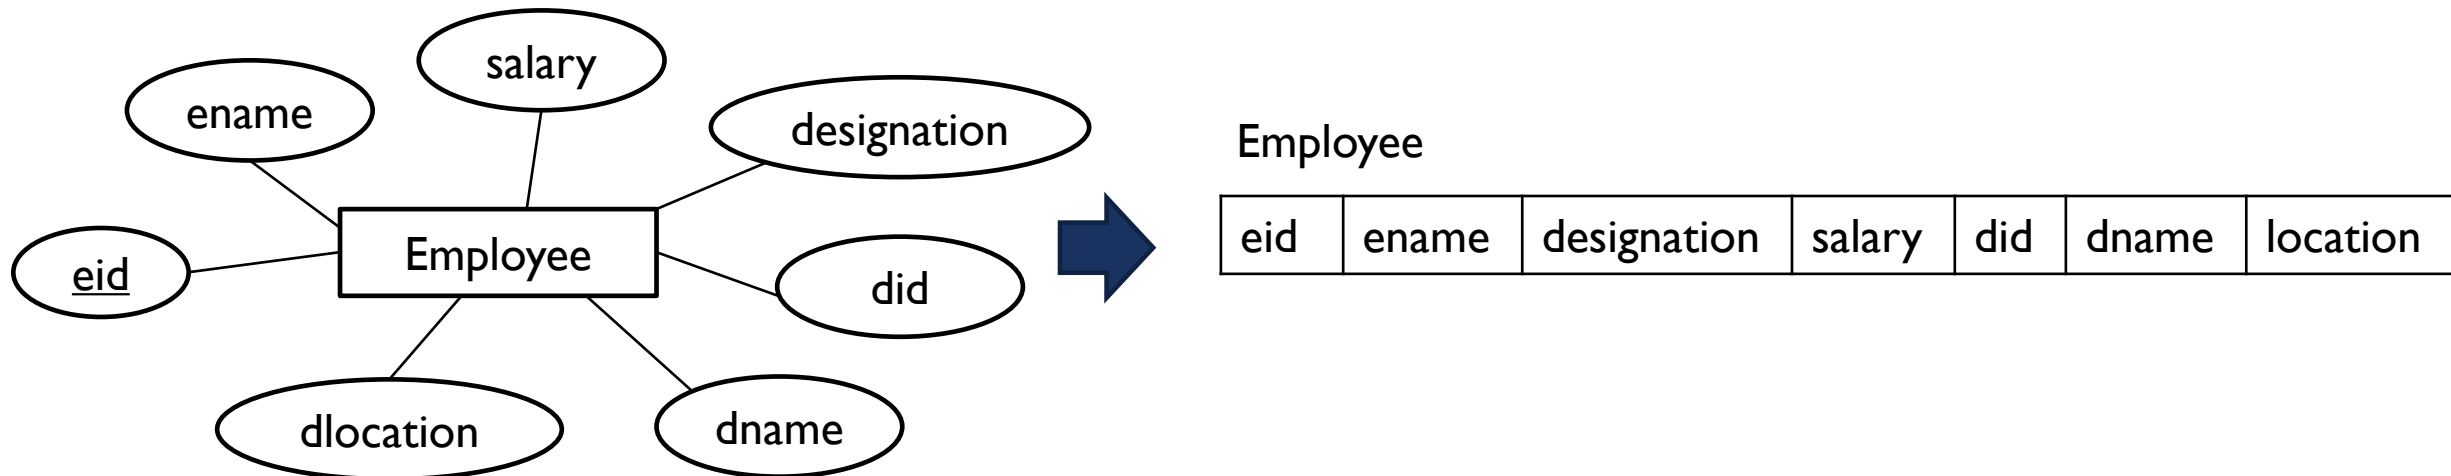 salary
ename
designation
Employee
eid
did
dlocation
dname
Employee
eid ename designation salary did dname location